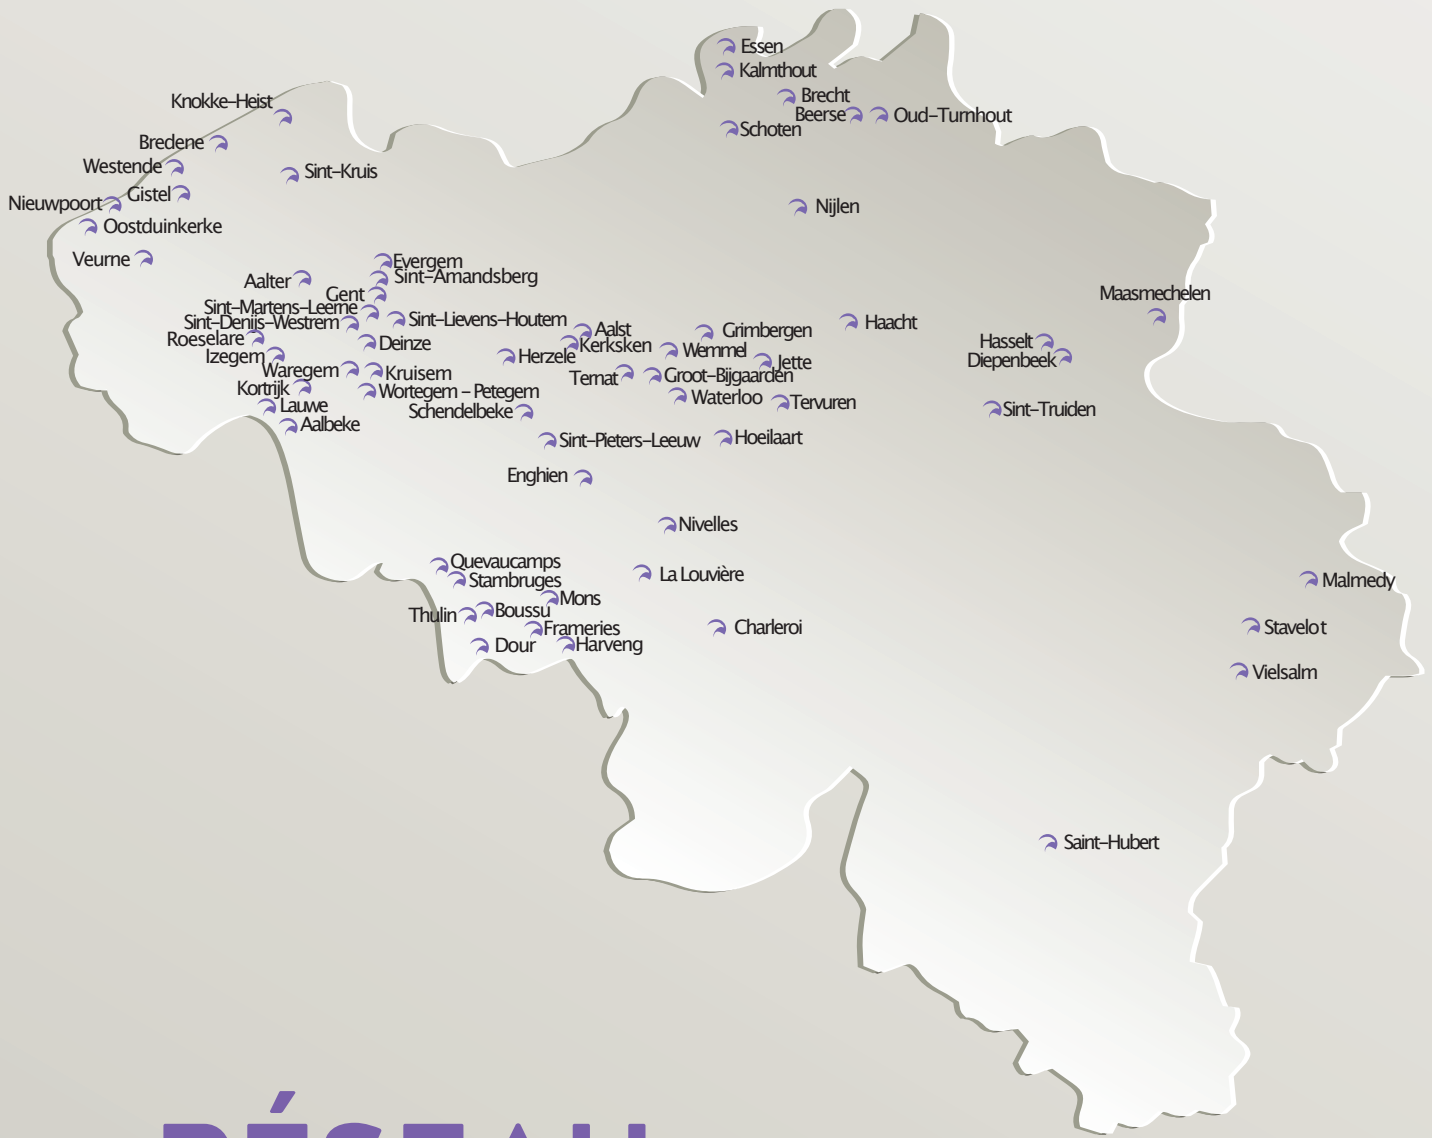 Essen
Kalmthout
Brecht
Knokke-Heist
Beerse
Oud-Turnhout
Schoten
Bredene
Westende
Sint-Kruis
Gistel
Nieuwpoort
Nijlen
Oostduinkerke
Veurne
Evergem
Sint-Amandsberg
Aalter
Gent
Maasmechelen
Sint-Martens-Leerne
Sint-Denijs-Westrem
Sint-Lievens-Houtem
Haacht
Aalst
Grimbergen
Roeselare
Deinze
Kerksken
Hasselt
Wemmel
Izegem
Herzele
Diepenbeek
Jette
Waregem
Kruisem
Ternat
Groot-Bijgaarden
Kortrijk
Wortegem - Petegem
Waterloo
Tervuren
Lauwe
Schendelbeke
Sint-Truiden
Aalbeke
Sint-Pieters-Leeuw
Hoeilaart
Enghien
Nivelles
Quevaucamps
La Louvière
Stambruges
Malmedy
Mons
Boussu
Thulin
Frameries
Charleroi
Stavelot
Dour
Harveng
Vielsalm
Saint-Hubert
RÉSEAU